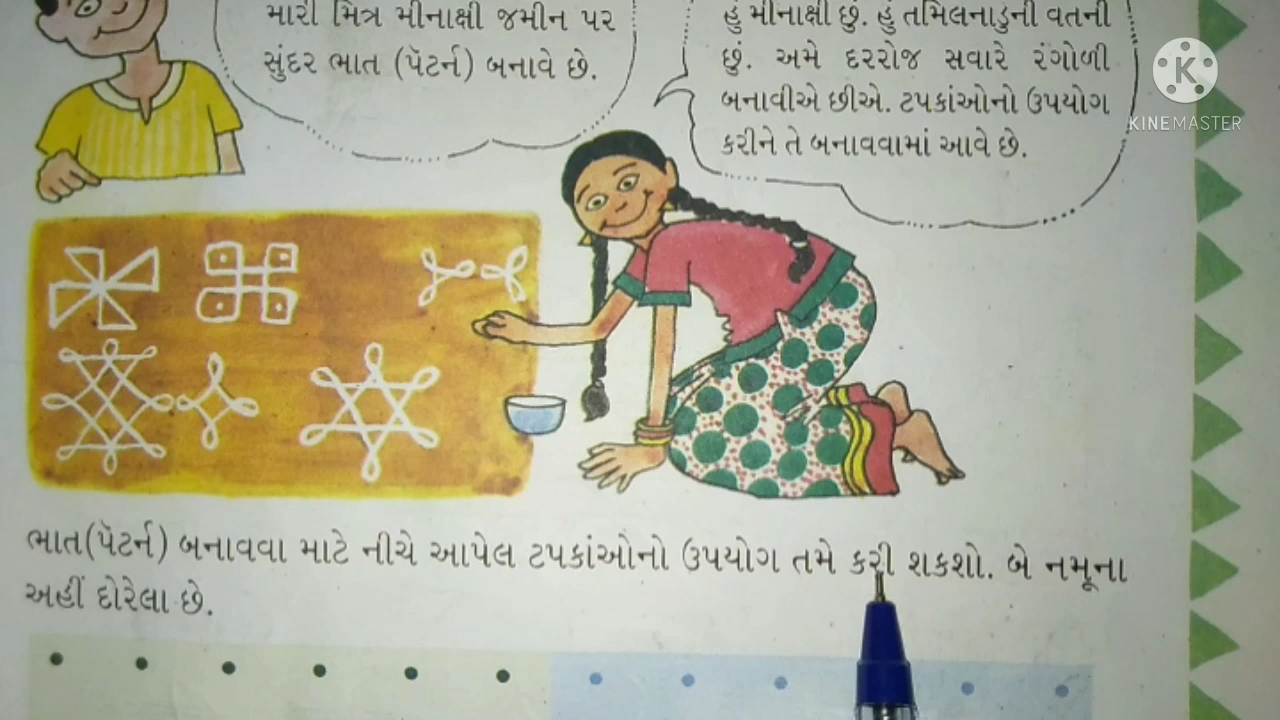 મારી મિત્ર મીનાક્ષી જમીન પર
સુંદર ભાત (પૅટર્ન) બનાવે છે.
હું મીનાક્ષી છું. હું તમિલનાડુની વતની
છું. અમે દરરોજ સવારે રંગોળી
બનાવીએ છીએ. ટપકાંઓનો ઉપયોગ
કરીને તે બનાવવામાં આવે છે.
K
KINEMASTER
ભાત(પૅટર્ન) બનાવવા માટે નીચે આપેલ ટપકાંઓનો ઉપયોગ તમે કરી શકશો. બે નમૂના
અહીં દોરેલા છે.